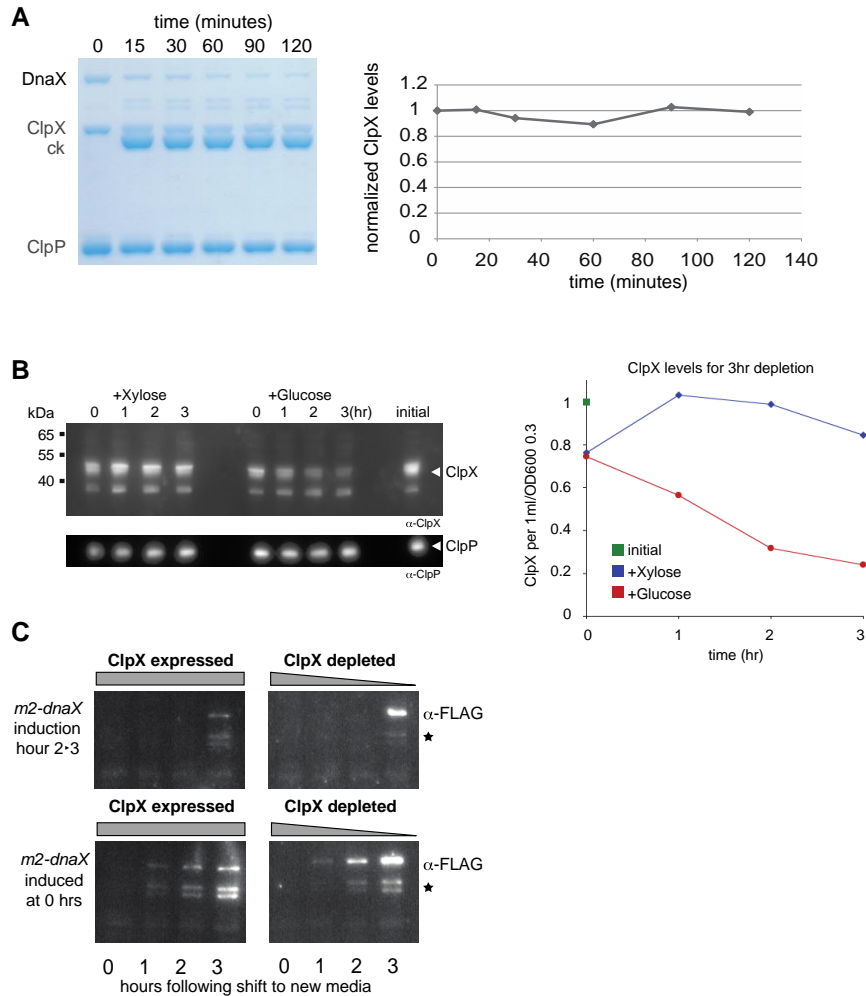 A
time (minutes)
0 15 30 60 90 120
DnaX
ClpX
ck
ClpP
normalized ClpX levels
1.2
1
0.8
0.6
0.4
0.2
0
0 20 40 60 80 100 120 140
time (minutes)
B
+Xylose +Glucose
kDa 0 1 2 3 0 1 2 3(hr) initial
65
55
40
ClpX
α-ClpX
ClpP
α-ClpP
ClpX levels for 3hr depletion
ClpX per 1ml/OD600 0.3
1
0.8
0.6
0.4
0.2
0
initial
+Xylose
+Glucose
0 1 2 3
time (hr)
C
ClpX expressed ClpX depleted
m2-dnaX
induction
hour 2‣3
α-FLAG
★
ClpX expressed ClpX depleted
m2-dnaX
induced
at 0 hrs
α-FLAG
★
0 1 2 3 0 1 2 3
hours following shift to new media